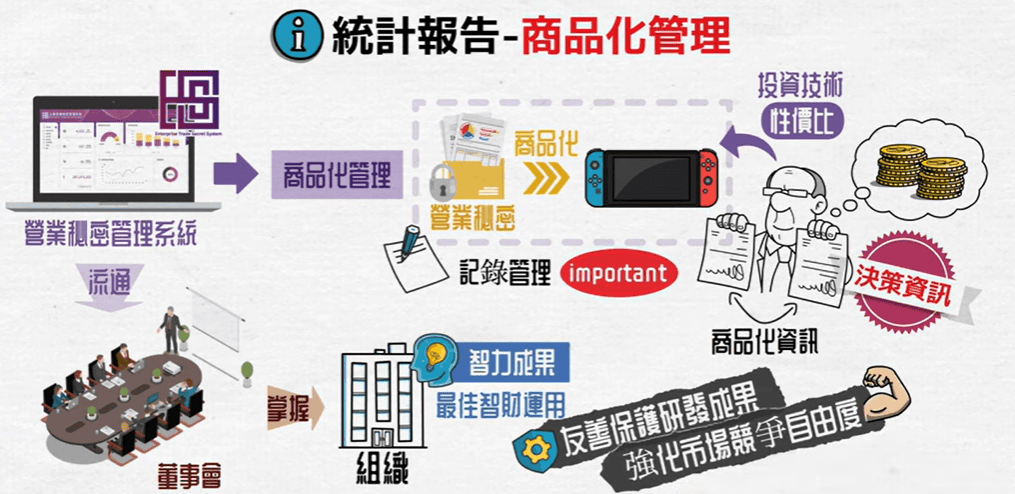 統計報告-商品化管理
Enterprise Trade Secret System
營業秘密管理系統
商品化管理
營業秘密
商品化
投資技術
性價比
記錄管理
important
商品化資訊
決策資訊
流通
董事會
掌握
組織
智力成果
最佳智財運用
友善保護研發成果
強化市場競爭自由度